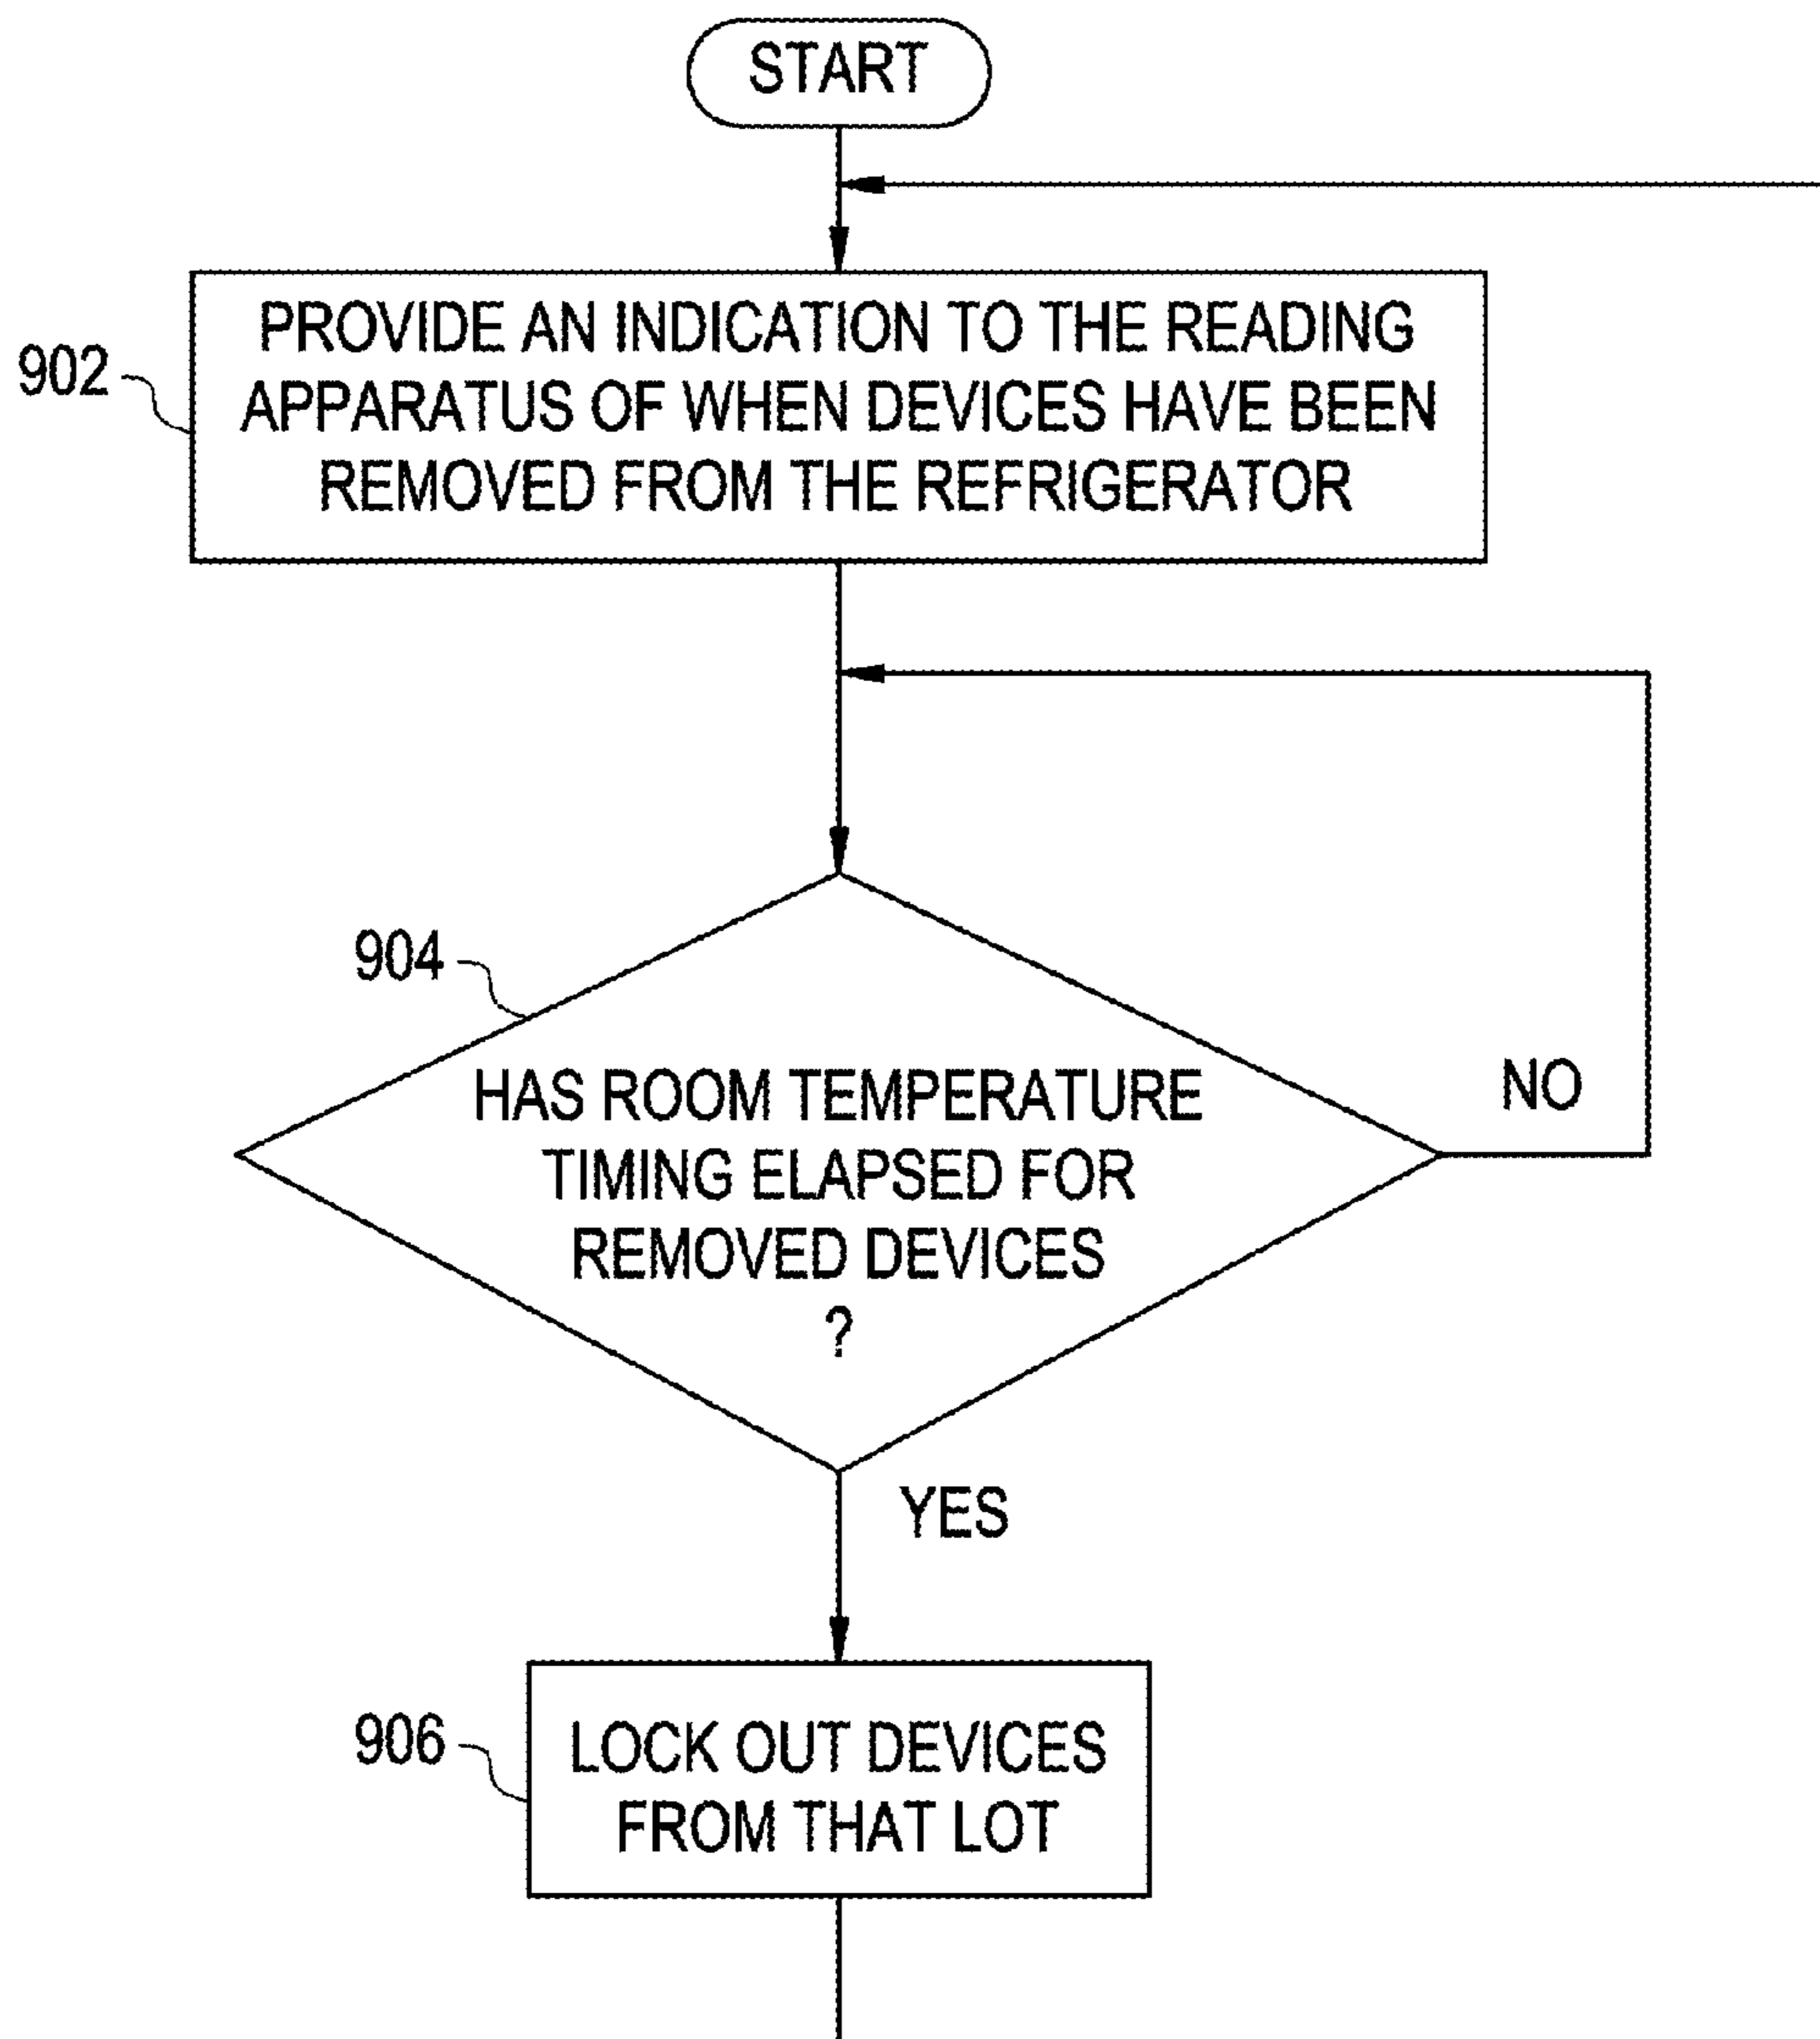 START
902
PROVIDE AN INDICATION TO THE READING
APPARATUS OF WHEN DEVICES HAVE BEEN
REMOVED FROM THE REFRIGERATOR
904
HAS ROOM TEMPERATURE
TIMING ELAPSED FOR
REMOVED DEVICES
?
NO
YES
906
LOCK OUT DEVICES
FROM THAT LOT